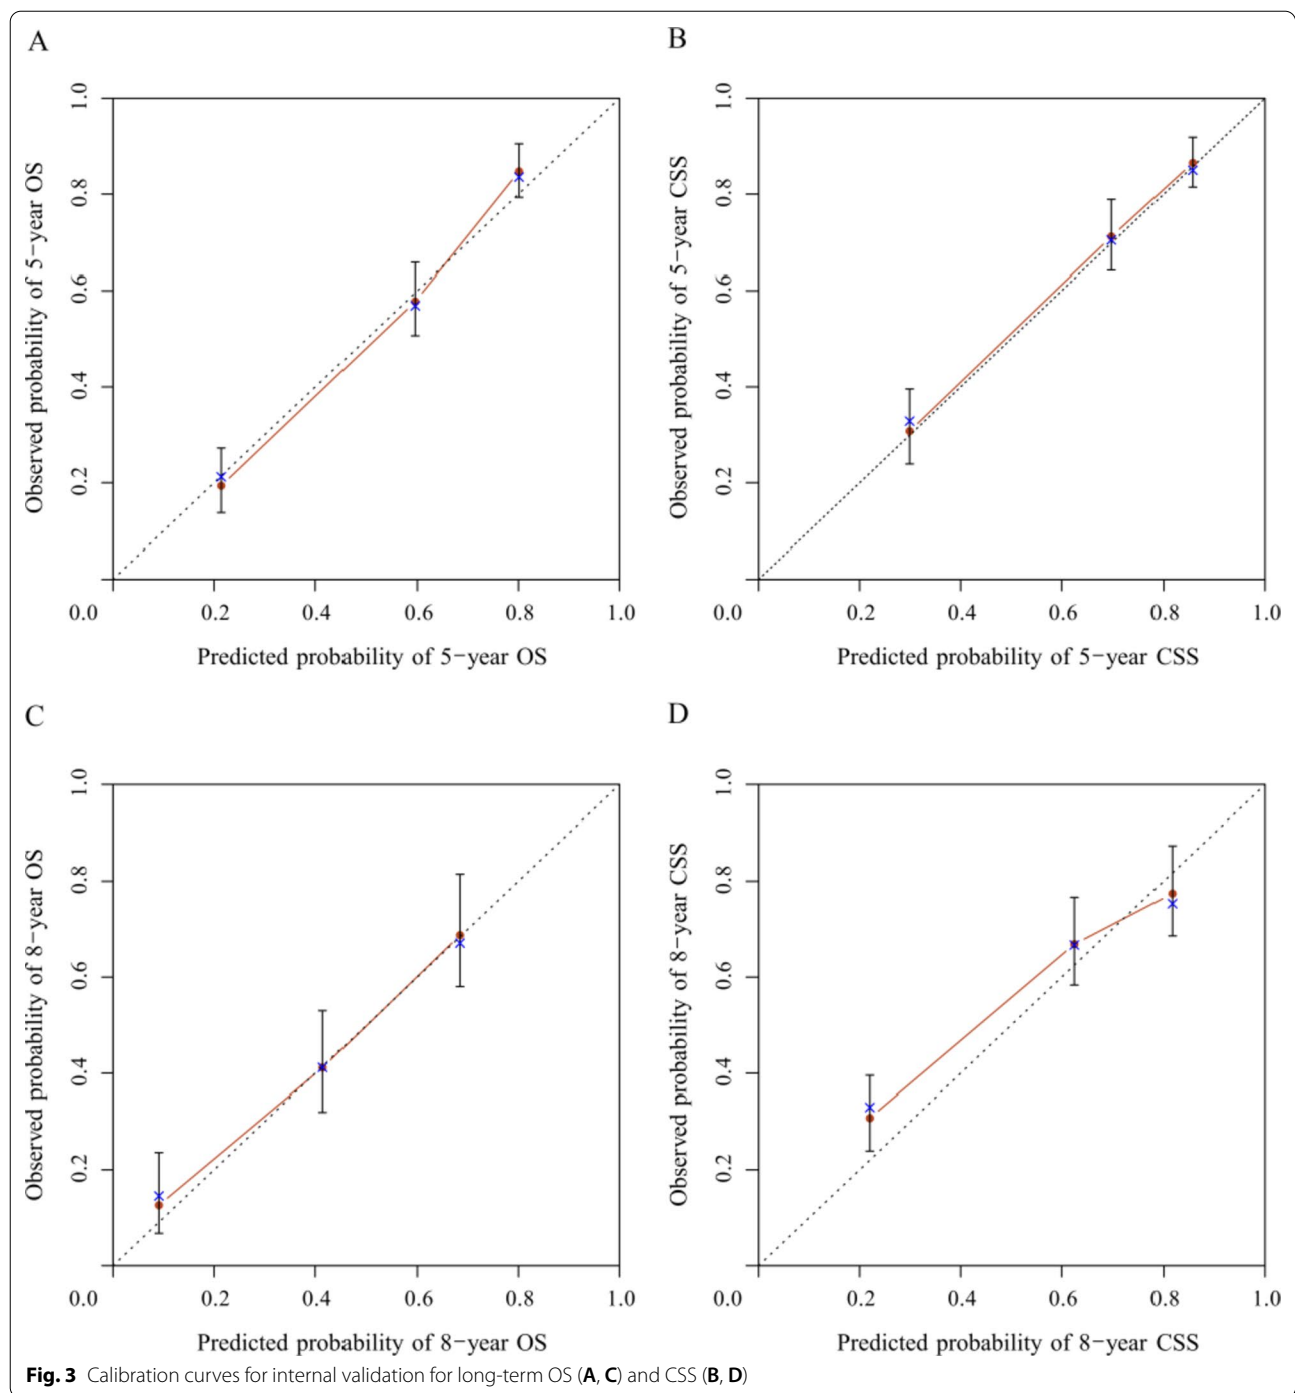 A
1.0
0.8
0.6
0.4
0.2
Observed probability of 5−year OS
0.0 0.2 0.4 0.6 0.8 1.0
Predicted probability of 5−year OS
B
1.0
0.8
0.6
0.4
0.2
Observed probability of 5−year CSS
0.0 0.2 0.4 0.6 0.8 1.0
Predicted probability of 5−year CSS
C
1.0
0.8
0.6
0.4
0.2
Observed probability of 8−year OS
0.0 0.2 0.4 0.6 0.8 1.0
Predicted probability of 8−year OS
D
1.0
0.8
0.6
0.4
0.2
Observed probability of 8−year CSS
0.0 0.2 0.4 0.6 0.8 1.0
Predicted probability of 8−year CSS
Fig. 3 Calibration curves for internal validation for long-term OS (A, C) and CSS (B, D)